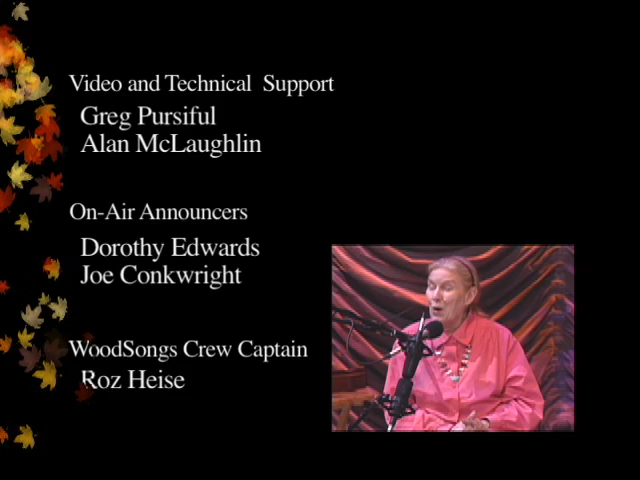 Video and Technical Support
Greg Pursiful
Alan McLaughlin
On-Air Announcers
Dorothy Edwards
Joe Conkwright
WoodSongs Crew Captain
Roz Heise